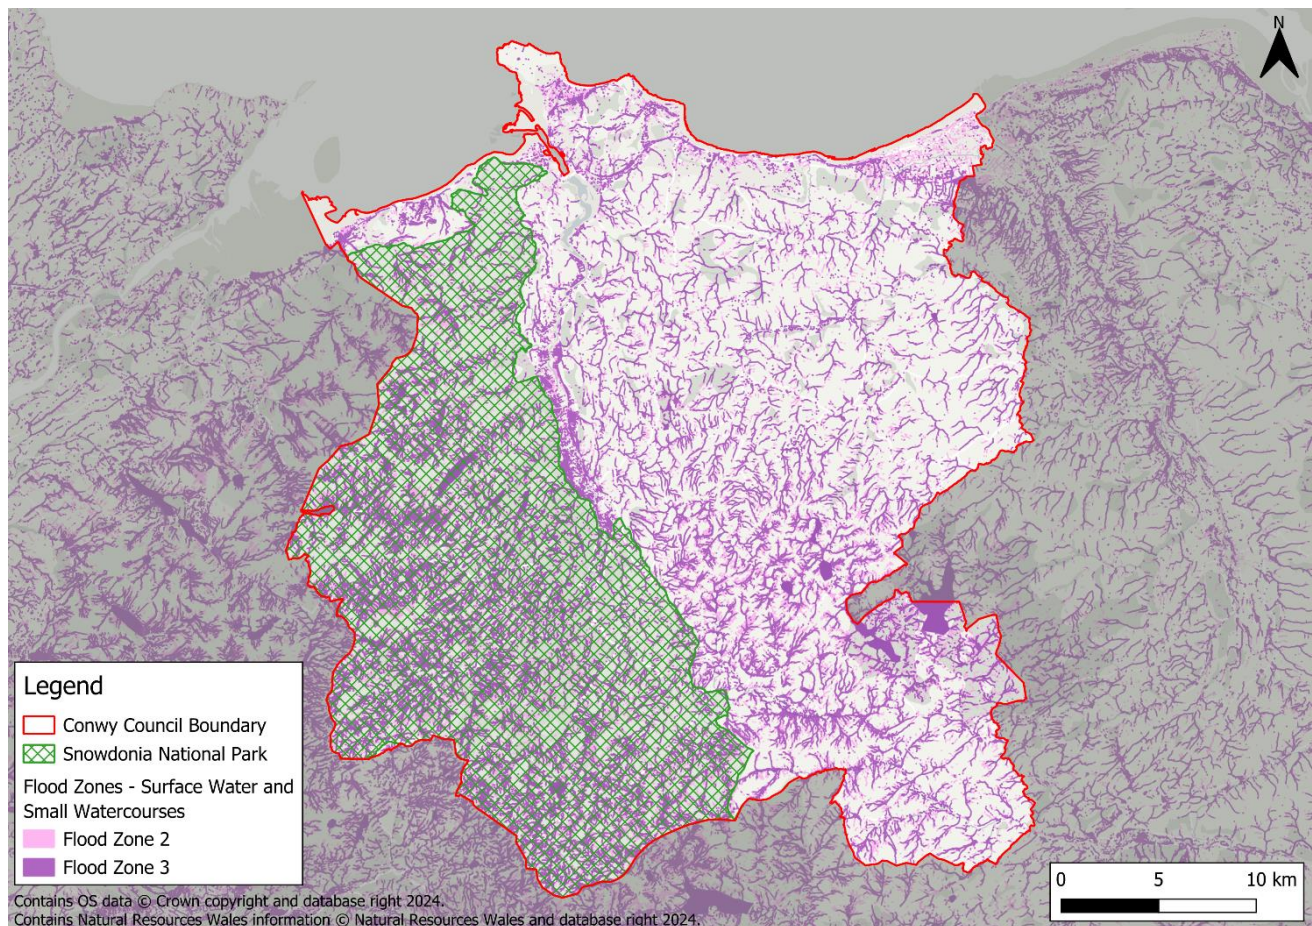 N
Legend
Conwy Council Boundary
Snowdonia National Park
Flood Zones - Surface Water and
Small Watercourses
Flood Zone 2
Flood Zone 3
0 5 10 km
Contains OS data © Crown copyright and database right 2024.
Contains Natural Resources Wales information © Natural Resources Wales and database right 2024.